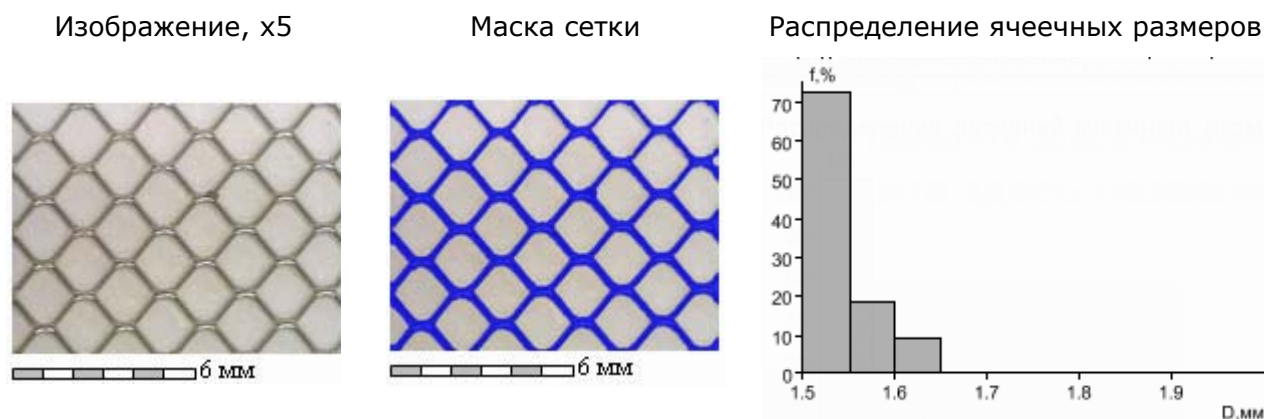 Изображение, х5
Маска сетки
Распределение ячеечных размеров
f,%
70
60
50
40
30
20
10
0
1.5
1.6
1.7
1.8
1.9
D,мм
6 мм
6 мм